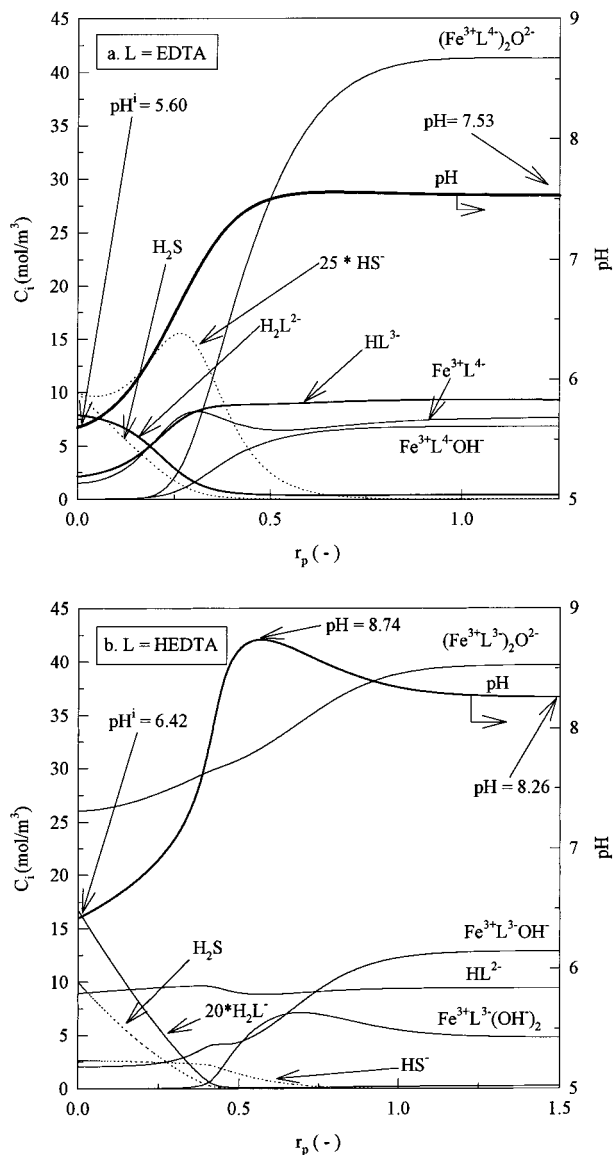 a. L = EDTA
(Fe³⁺L⁴⁻)₂O²⁻
pHⁱ = 5.60
pH= 7.53
pH
H₂S
25 * HS⁻
H₂L²⁻
HL³⁻
Fe³⁺L⁴⁻
Fe³⁺L⁴⁻OH⁻
45
40
35
30
25
20
15
10
5
0
Cᵢ (mol/m³)
9
8
7
6
5
pH
0.0 0.5 1.0
rₚ (-)
b. L = HEDTA
pH = 8.74
(Fe³⁺L³⁻)₂O²⁻
pH
pHⁱ = 6.42
pH = 8.26
Fe³⁺L³⁻OH⁻
H₂S
HL²⁻
20*H₂L⁻
Fe³⁺L³⁻(OH⁻)₂
HS⁻
45
40
35
30
25
20
15
10
5
0
Cᵢ (mol/m³)
9
8
7
6
5
pH
0.0 0.5 1.0 1.5
rₚ (-)